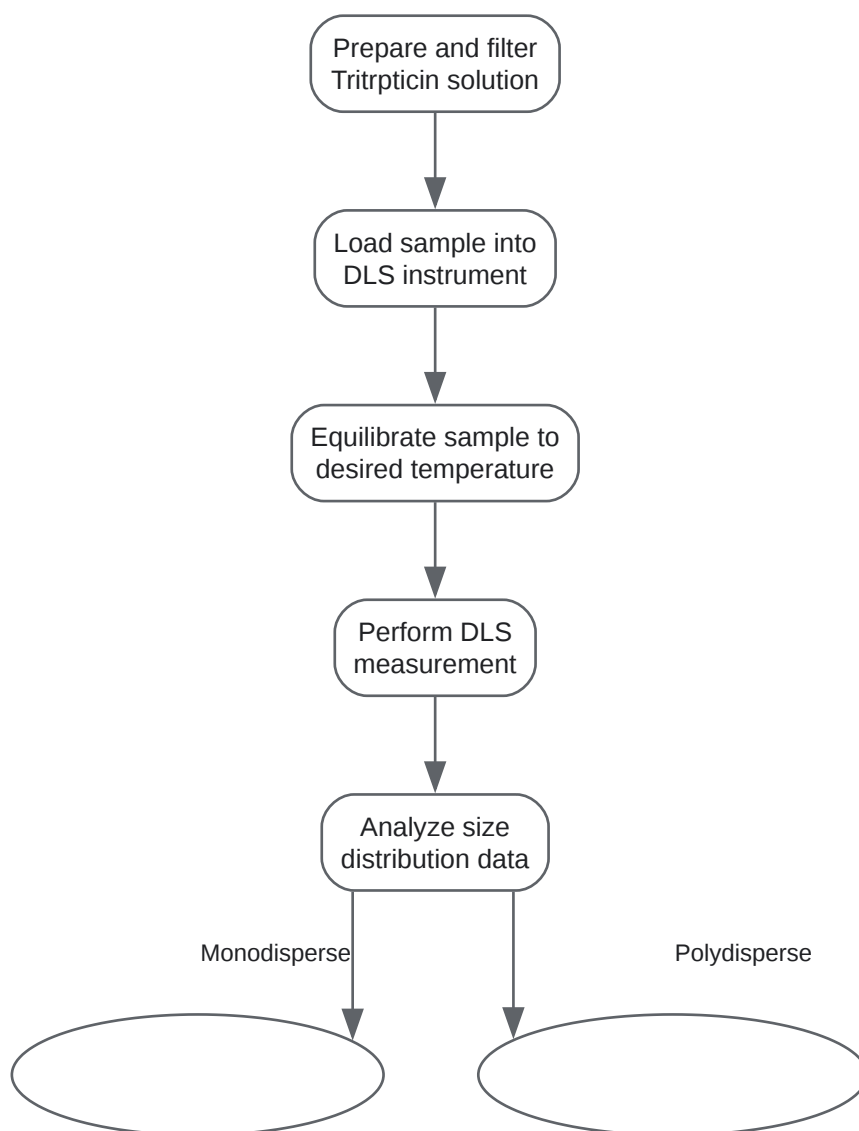 Prepare and filter
Tritrpticin solution
Load sample into
DLS instrument
Equilibrate sample to
desired temperature
Perform DLS
measurement
Analyze size
distribution data
Monodisperse
Polydisperse